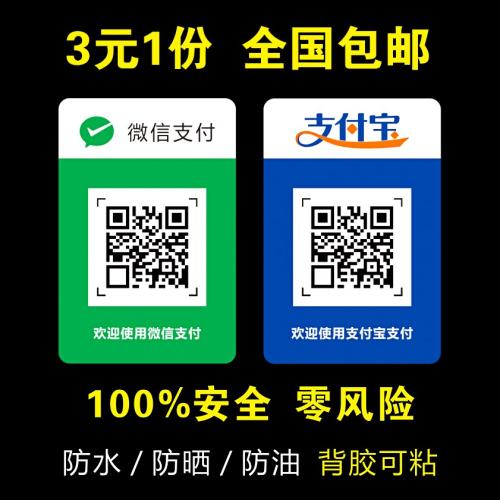 3元1份 全国包邮
微信支付
支付宝
欢迎使用微信支付
欢迎使用支付宝支付
100%安全 零风险
防水 / 防晒 / 防油 背胶可粘